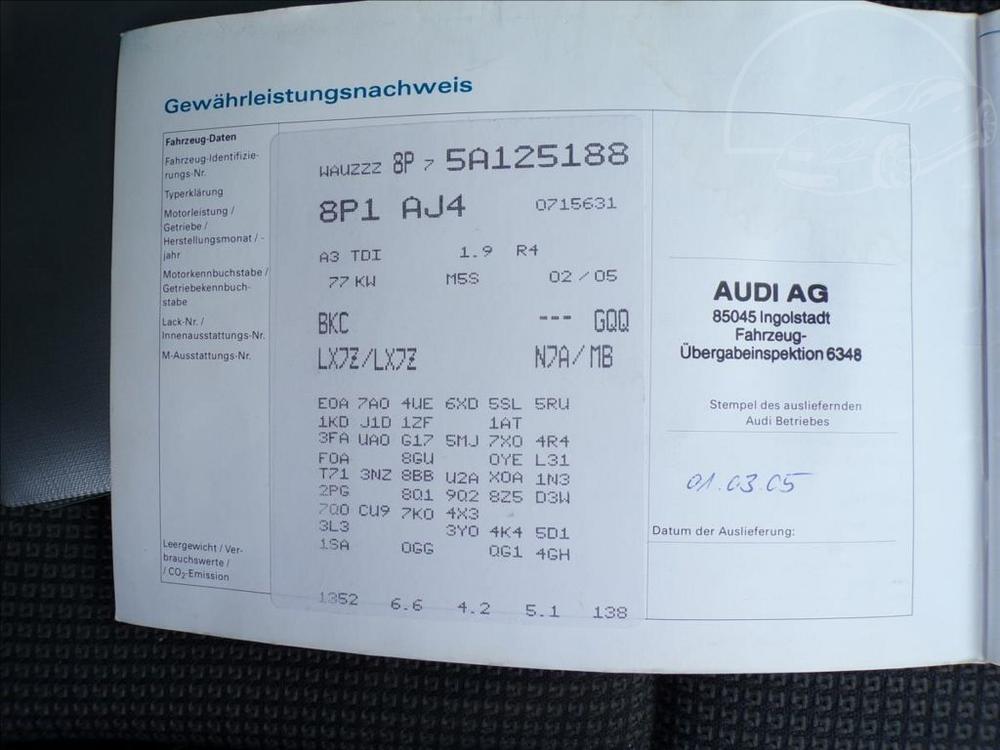 Gewährleistungsnachweis
Fahrzeug-Daten
Fahrzeug-Identifizie-
rungs-Nr.
Typerklärung
Motorleistung /
Getriebe /
Herstellungsmonat / -
jahr
Motorkennbuchstabe /
Getriebekennbuch-
stabe
Lack-Nr. /
Innenausstattungs-Nr.
M-Ausstattungs-Nr.
Leergewicht / Ver-
brauchswerte /
/ CO2-Emission
WAUZZZ 8P 7 5A125188
8P1 AJ4 0715631
A3 TDI 1.9 R4
77 KW M5S 02/05
BKC --- GQQ
LX7Z/LX7Z N7A/MB
E0A 7A0 4UE 6XD 5SL 5RU
1KD J1D 1ZF 1AT
3FA UA0 G17 5MJ 7X0 4R4
F0A 8GU 0YE L31
T71 3NZ 8BB U2A X0A 1N3
2PG 8Q1 9Q2 8Z5 D3W
7Q0 CU9 7K0 4X3
3L3 3Y0 4K4 5D1
1SA 0GG QG1 4GH
1352 6.6 4.2 5.1 138
AUDI AG
85045 Ingolstadt
Fahrzeug-
Übergabeinspektion 6348
Stempel des ausliefernden
Audi Betriebes
01.03.05
Datum der Auslieferung: